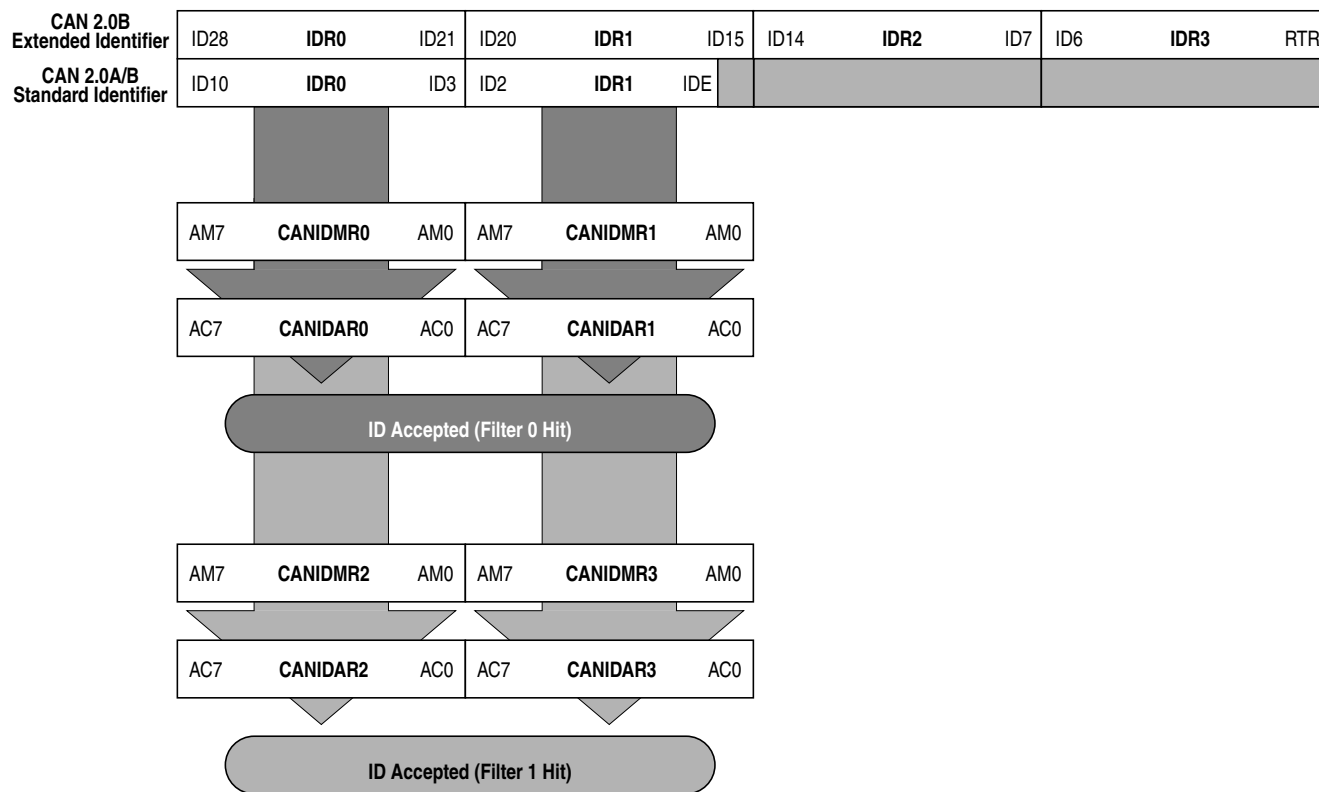 CAN 2.0B
Extended Identifier
ID28 IDR0 ID21 ID20 IDR1 ID15 ID14 IDR2 ID7 ID6 IDR3 RTR
CAN 2.0A/B
Standard Identifier
ID10 IDR0 ID3 ID2 IDR1 IDE
AM7 CANIDMR0 AM0 AM7 CANIDMR1 AM0
AC7 CANIDAR0 AC0 AC7 CANIDAR1 AC0
ID Accepted (Filter 0 Hit)
AM7 CANIDMR2 AM0 AM7 CANIDMR3 AM0
AC7 CANIDAR2 AC0 AC7 CANIDAR3 AC0
ID Accepted (Filter 1 Hit)